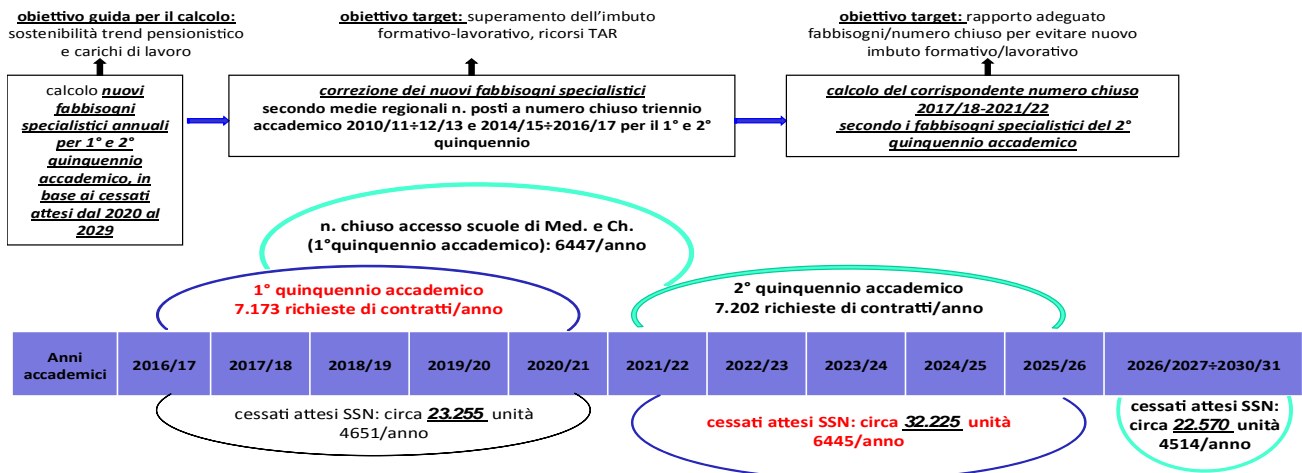 obiettivo guida per il calcolo:
sostenibilità trend pensionistico
e carichi di lavoro
obiettivo target: superamento dell'imbuto
formativo-lavorativo, ricorsi TAR
obiettivo target: rapporto adeguato
fabbisogni/numero chiuso per evitare nuovo
imbuto formativo/lavorativo
calcolo nuovi
fabbisogni
specialistici annuali
per 1° e 2°
quinquennio
accademico, in
base ai cessati
attesi dal 2020 al
2029
correzione dei nuovi fabbisogni specialistici
secondo medie regionali n. posti a numero chiuso triennio
accademico 2010/11÷12/13 e 2014/15÷2016/17 per il 1° e 2°
quinquennio
calcolo del corrispondente numero chiuso
2017/18-2021/22
secondo i fabbisogni specialistici del 2°
quinquennio accademico
n. chiuso accesso scuole di Med. e Ch.
(1°quinquennio accademico): 6447/anno
1° quinquennio accademico
7.173 richieste di contratti/anno
2° quinquennio accademico
7.202 richieste di contratti/anno
Anni
accademici
2016/17
2017/18
2018/19
2019/20
2020/21
2021/22
2022/23
2023/24
2024/25
2025/26
2026/2027÷2030/31
cessati attesi SSN: circa 23.255 unità
4651/anno
cessati attesi SSN: circa 32.225 unità
6445/anno
cessati attesi SSN:
circa 22.570 unità
4514/anno